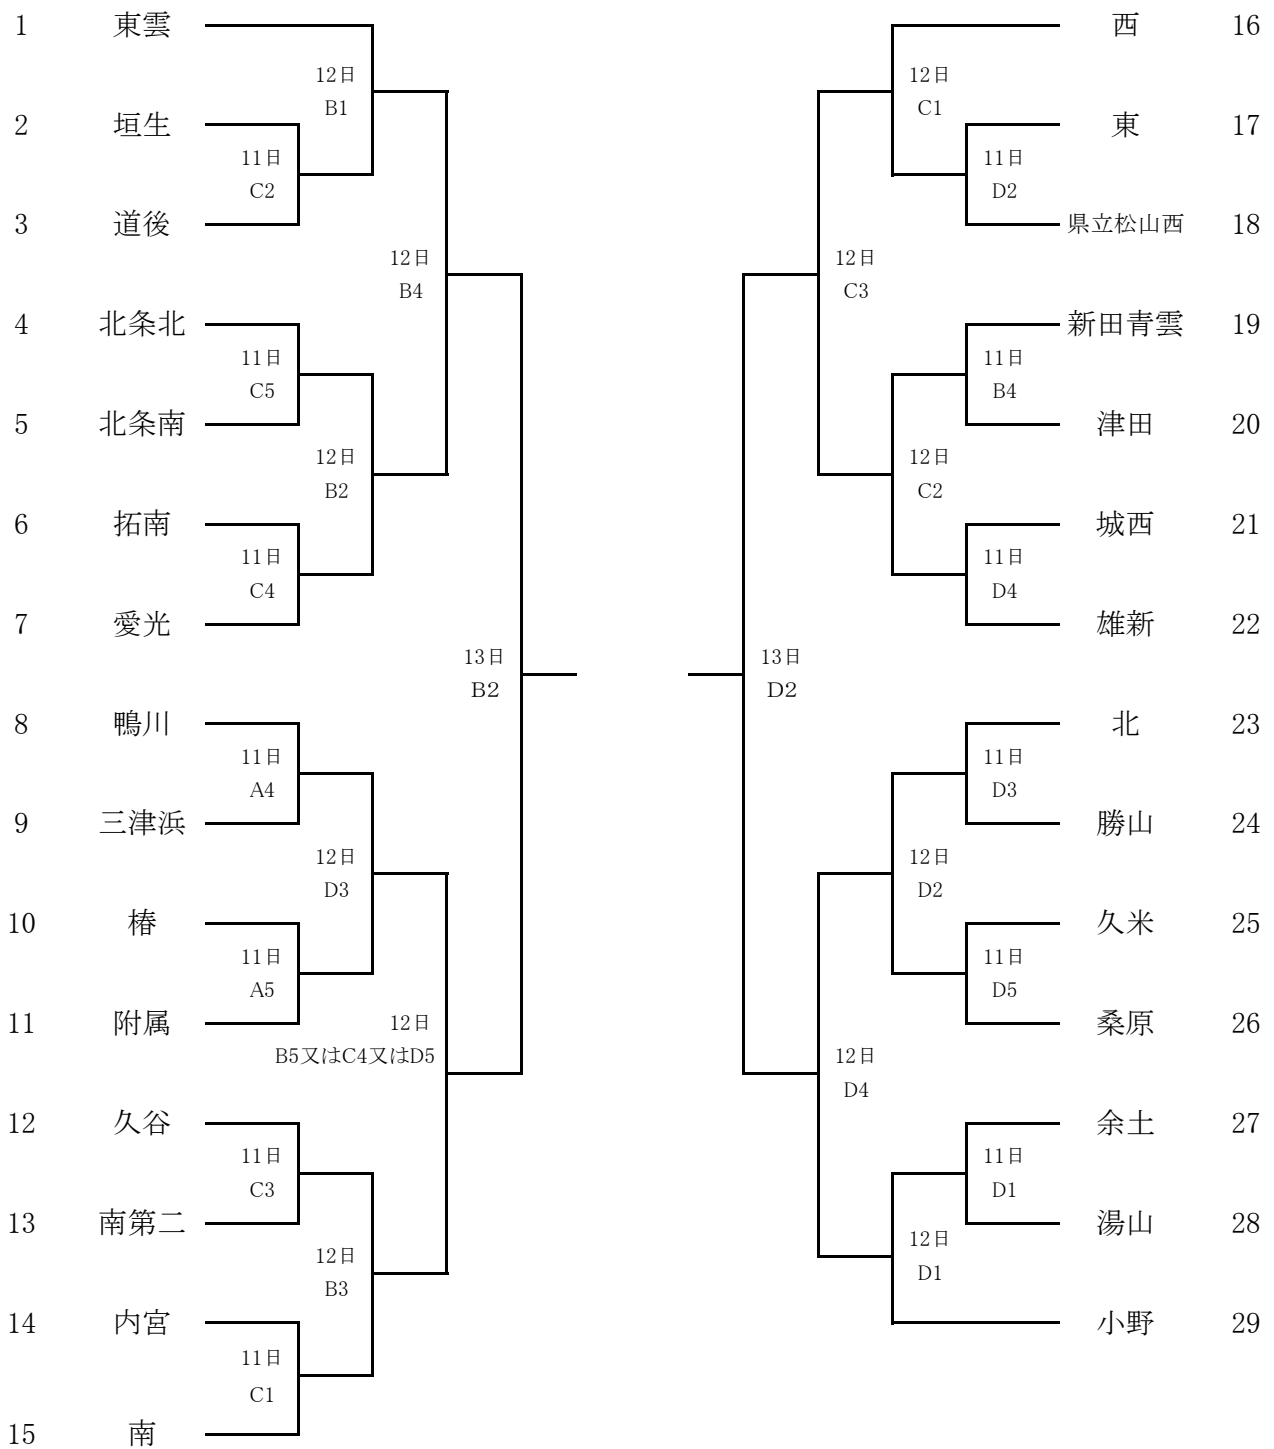 1 東雲
12日
B1
2 垣生
11日
C2
3 道後
12日
B4
4 北条北
11日
C5
5 北条南
12日
B2
6 拓南
11日
C4
7 愛光
13日
B2
8 鴨川
11日
A4
9 三津浜
12日
D3
10 椿
11日
A5
11 附属
12日
B5又はC4又はD5
12 久谷
11日
C3
13 南第二
12日
B3
14 内宮
11日
C1
15 南
西 16
12日
C1
東 17
11日
D2
県立松山西 18
12日
C3
新田青雲 19
11日
B4
津田 20
12日
C2
城西 21
11日
D4
雄新 22
13日
D2
北 23
11日
D3
勝山 24
12日
D2
久米 25
11日
D5
桑原 26
12日
D4
余土 27
11日
D1
湯山 28
12日
D1
小野 29